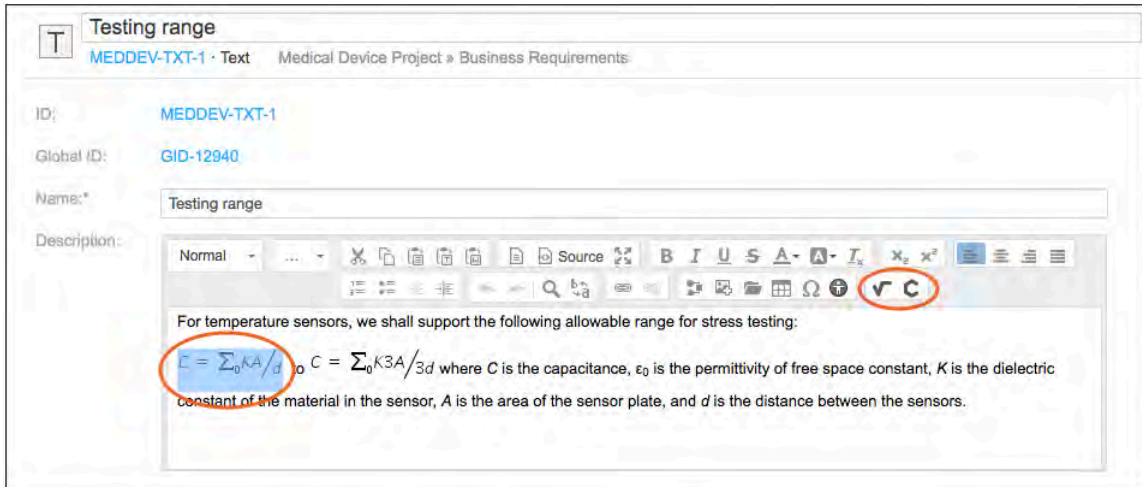 T
Testing range
MEDDEV-TXT-1 · Text Medical Device Project » Business Requirements
ID: MEDDEV-TXT-1
Global ID: GID-12940
Name:* Testing range
Description:
Normal ... Source B I U S A A Tx X₂ X²
Ω √ C
For temperature sensors, we shall support the following allowable range for stress testing:
C = Σ₀KA/d to C = Σ₀K3A/3d where C is the capacitance, ε₀ is the permittivity of free space constant, K is the dielectric
constant of the material in the sensor, A is the area of the sensor plate, and d is the distance between the sensors.